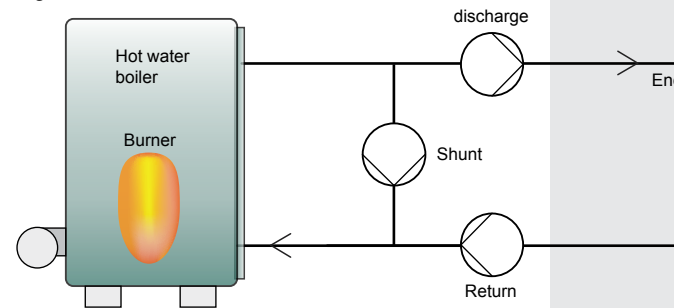 discharge
Hot water
boiler
Burner
Shunt
Return